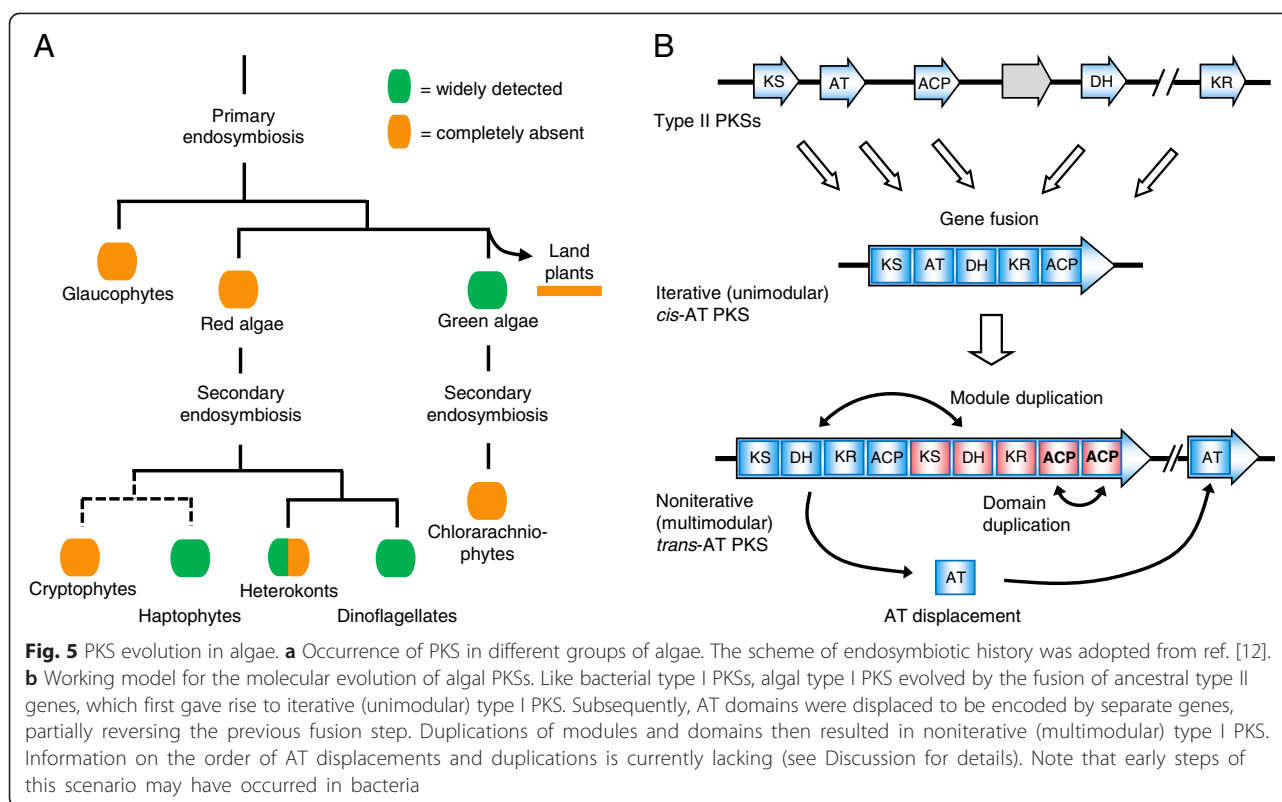 A
= widely detected
= completely absent
Primary
endosymbiosis
Glaucophytes
Red algae
Green algae
Land
plants
Secondary
endosymbiosis
Secondary
endosymbiosis
Chlorarachnio-
phytes
Cryptophytes
Haptophytes
Heterokonts
Dinoflagellates
B
KS AT ACP DH KR
Type II PKSs
Gene fusion
KS AT DH KR ACP
Iterative (unimodular)
cis-AT PKS
Module duplication
KS DH KR ACP KS DH KR ACP ACP AT
Noniterative
(multimodular)
trans-AT PKS
Domain
duplication
AT
AT displacement
Fig. 5 PKS evolution in algae. a Occurrence of PKS in different groups of algae. The scheme of endosymbiotic history was adopted from ref. [12].
b Working model for the molecular evolution of algal PKSs. Like bacterial type I PKSs, algal type I PKS evolved by the fusion of ancestral type II
genes, which first gave rise to iterative (unimodular) type I PKS. Subsequently, AT domains were displaced to be encoded by separate genes,
partially reversing the previous fusion step. Duplications of modules and domains then resulted in noniterative (multimodular) type I PKS.
Information on the order of AT displacements and duplications is currently lacking (see Discussion for details). Note that early steps of
this scenario may have occurred in bacteria